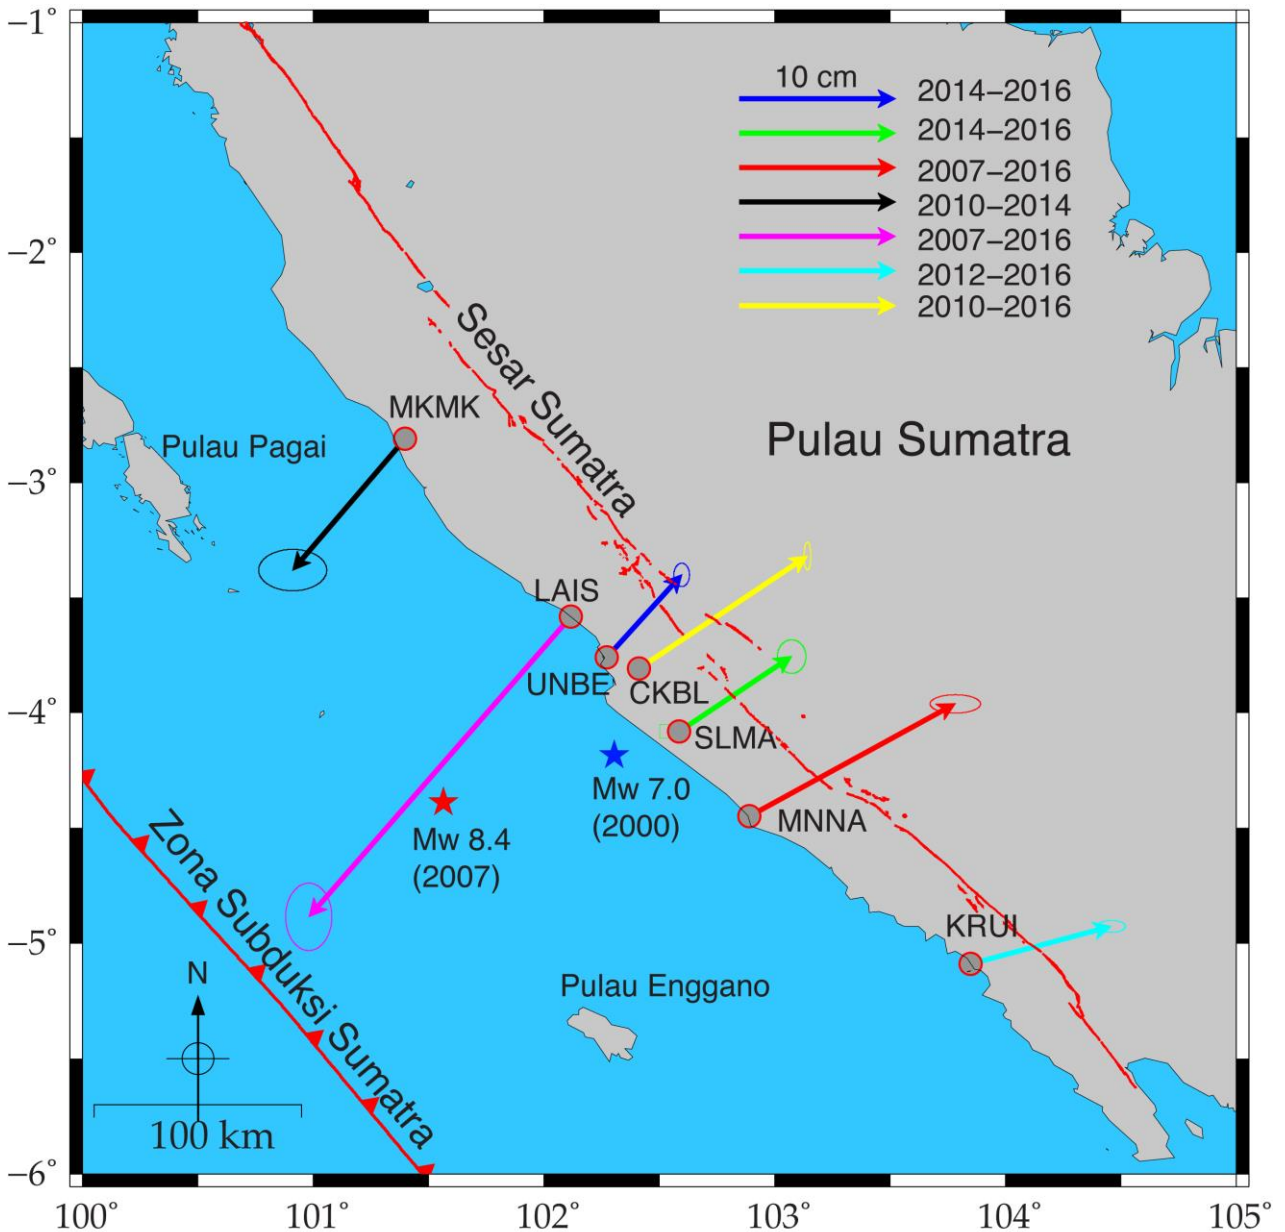 −1°
−2°
−3°
−4°
−5°
−6°
10 cm
2014−2016
2014−2016
2007−2016
2010−2014
2007−2016
2012−2016
2010−2016
Sesar Sumatra
MKMK
Pulau Pagai
Pulau Sumatra
LAIS
UNBE
CKBL
SLMA
Mw 7.0
(2000)
MNNA
Mw 8.4
(2007)
Zona Subduksi Sumatra
KRUI
N
Pulau Enggano
100 km
100°
101°
102°
103°
104°
105°